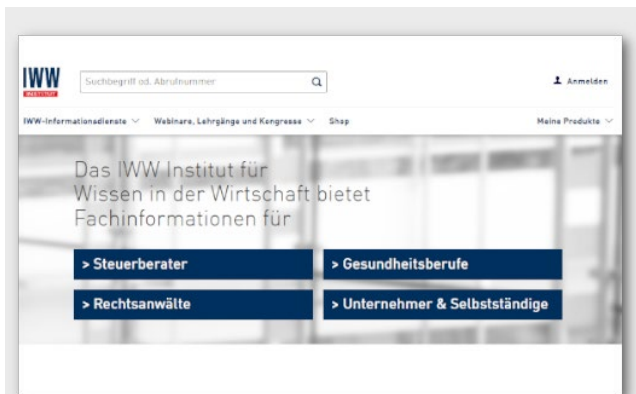 IWW
INSTITUT
Suchbegriff od. Abrufnummer
Anmelden
IWW-Informationsdienste
Webinare, Lehrgänge und Kongresse
Shop
Meine Produkte
Das IWW Institut für
Wissen in der Wirtschaft bietet
Fachinformationen für
> Steuerberater
> Gesundheitsberufe
> Rechtsanwälte
> Unternehmer & Selbstständige